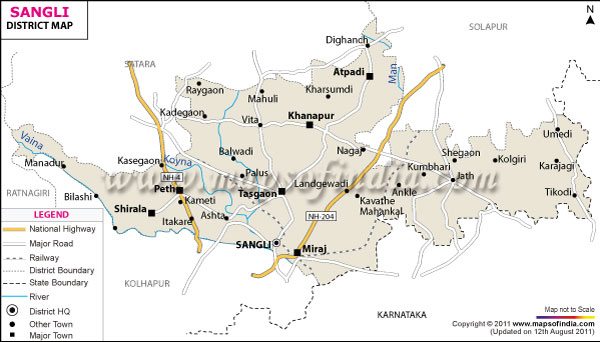 SANGLI
DISTRICT MAP
N
SOLAPUR
Dighanch
SATARA
Atpadi
Man
Raygaon
Mahuli
Kharsumdi
Kadegaon
Vita
Khanapur
Umedi
Vaina
Manadur
Kasegaon
Koyna
Balwadi
Nagaj
Shegaon
Kolgiri
Karajagi
NH-4
Palus
Kumbhari
Jath
www.mapsofindia.com
RATNAGIRI
Bilashi
Peth
Tasgaon
Landgewadi
Ankle
Tikodi
Kameti
Kavathe
Mahankal
Shirala
Itakare
Ashta
NH-204
SANGLI
Miraj
KOLHAPUR
KARNATAKA
LEGEND
National Highway
Major Road
Railway
District Boundary
State Boundary
River
District HQ
Other Town
Major Town
Map not to Scale
Copyright © 2011 www.mapsofindia.com
(Updated on 12th August 2011)